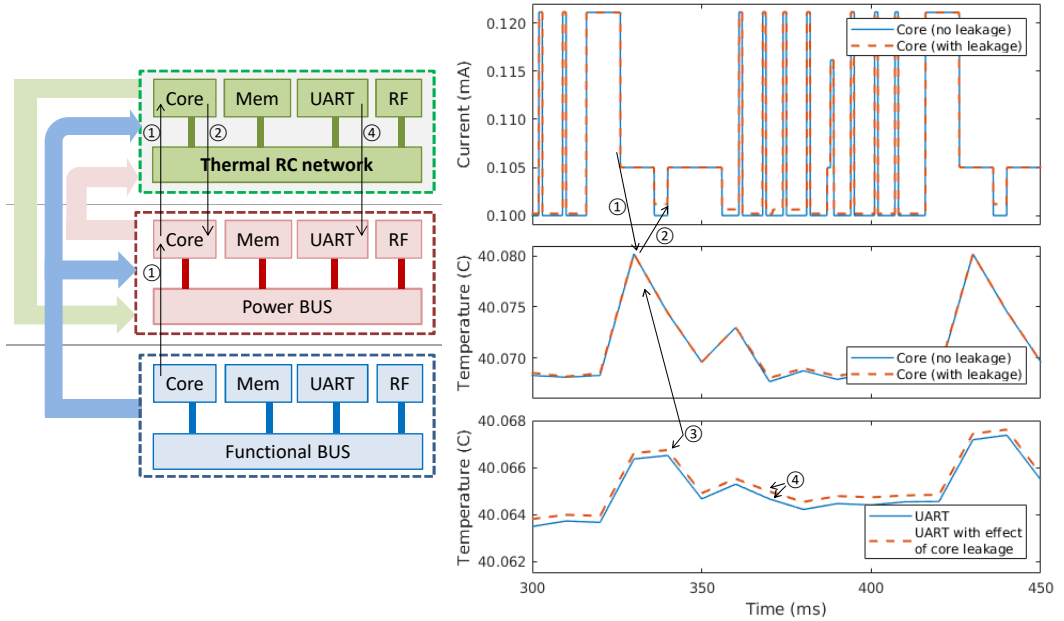 Core Mem UART RF
① ② ④
Thermal RC network
Core Mem UART RF
①
Power BUS
Core Mem UART RF
Functional BUS
0.120
0.115
0.110
0.105
0.100
Current (mA)
Core (no leakage)
Core (with leakage)
①
②
40.080
40.075
40.070
Temperature (C)
Core (no leakage)
Core (with leakage)
40.068
40.066
40.064
40.062
Temperature (C)
③
④
UART
UART with effect
of core leakage
300 350 400 450
Time (ms)